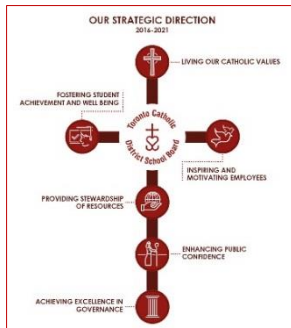 OUR STRATEGIC DIRECTION
2016-2021
LIVING OUR CATHOLIC VALUES
FOSTERING STUDENT
ACHIEVEMENT AND WELL BEING
Toronto Catholic
District School Board
INSPIRING AND
MOTIVATING EMPLOYEES
PROVIDING STEWARDSHIP
OF RESOURCES
ENHANCING PUBLIC
CONFIDENCE
ACHIEVING EXCELLENCE IN
GOVERNANCE